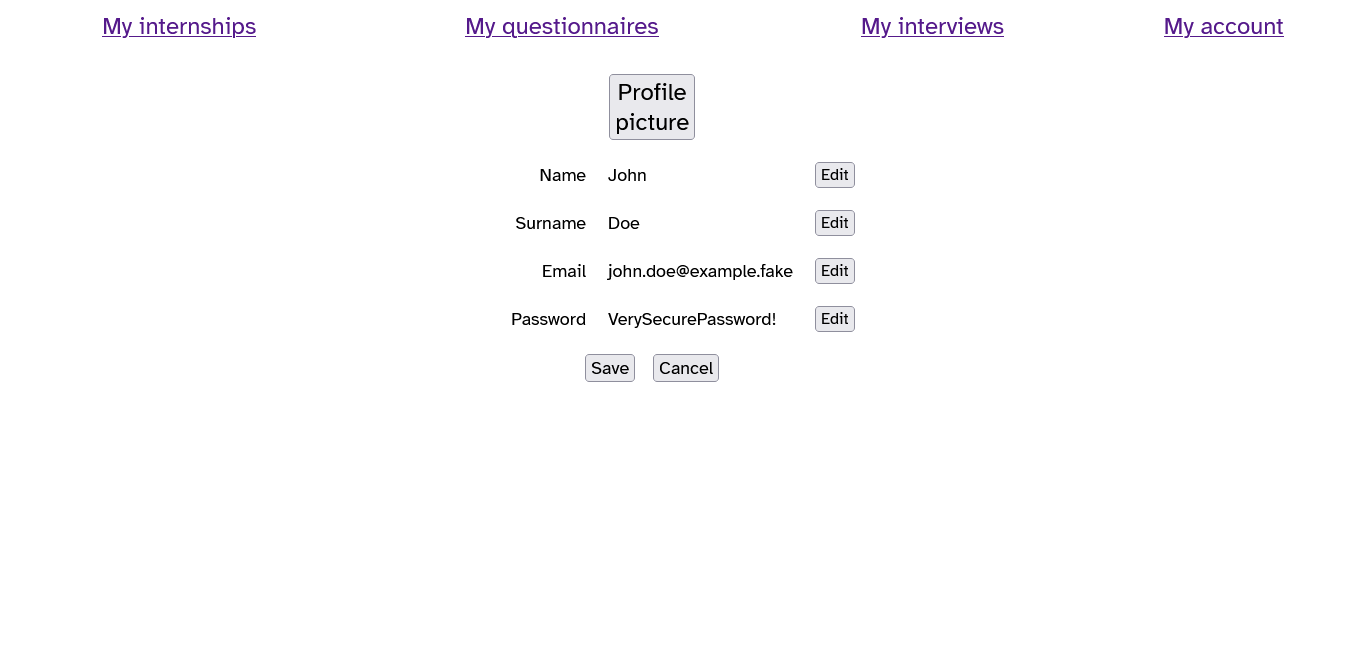 My internships My questionnaires My interviews My account
Profile
picture
Name John Edit
Surname Doe Edit
Email john.doe@example.fake Edit
Password VerySecurePassword! Edit
Save Cancel